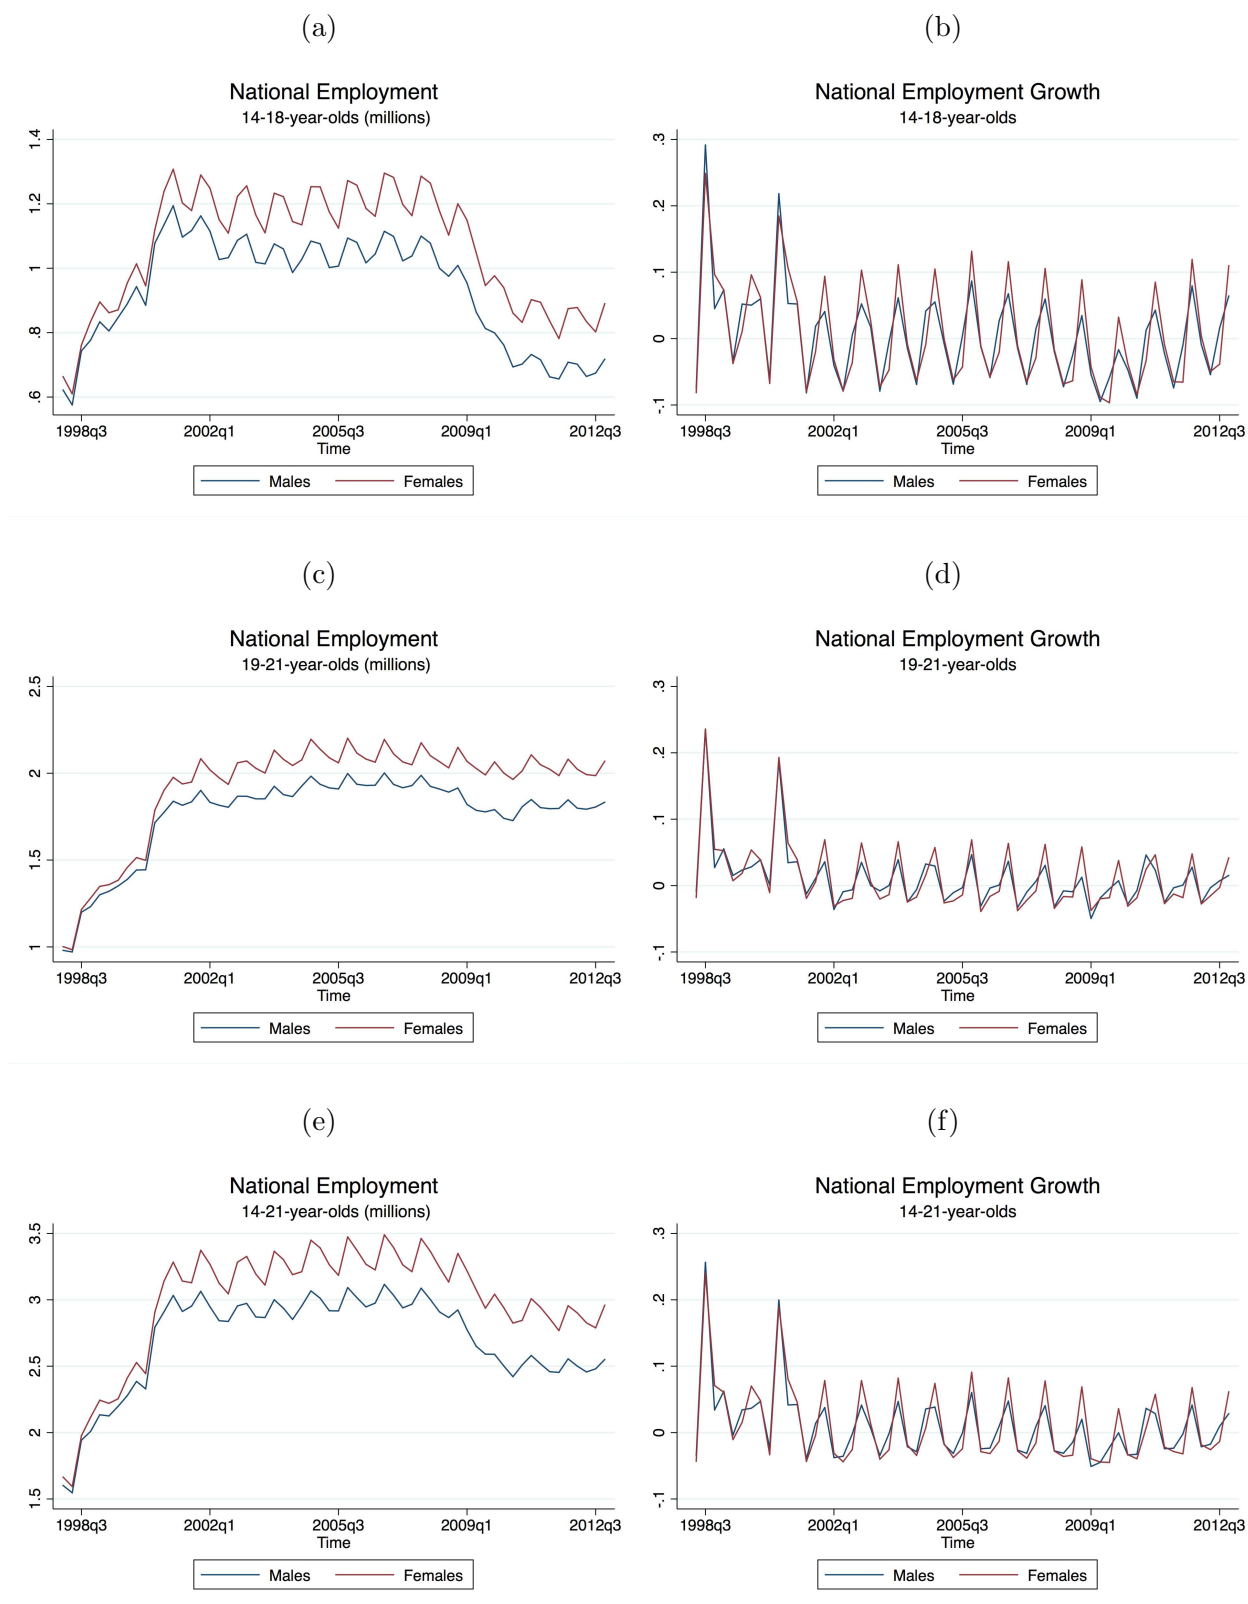 (a)
National Employment
14-18-year-olds (millions)
1.4
1.2
1
.8
.6
1998q3 2002q1 2005q3 2009q1 2012q3
Time
Males Females
(b)
National Employment Growth
14-18-year-olds
.3
.2
.1
0
-.1
1998q3 2002q1 2005q3 2009q1 2012q3
Time
Males Females
(c)
National Employment
19-21-year-olds (millions)
2.5
2
1.5
1
1998q3 2002q1 2005q3 2009q1 2012q3
Time
Males Females
(d)
National Employment Growth
19-21-year-olds
.3
.2
.1
0
-.1
1998q3 2002q1 2005q3 2009q1 2012q3
Time
Males Females
(e)
National Employment
14-21-year-olds (millions)
3.5
3
2.5
2
1.5
1998q3 2002q1 2005q3 2009q1 2012q3
Time
Males Females
(f)
National Employment Growth
14-21-year-olds
.3
.2
.1
0
-.1
1998q3 2002q1 2005q3 2009q1 2012q3
Time
Males Females